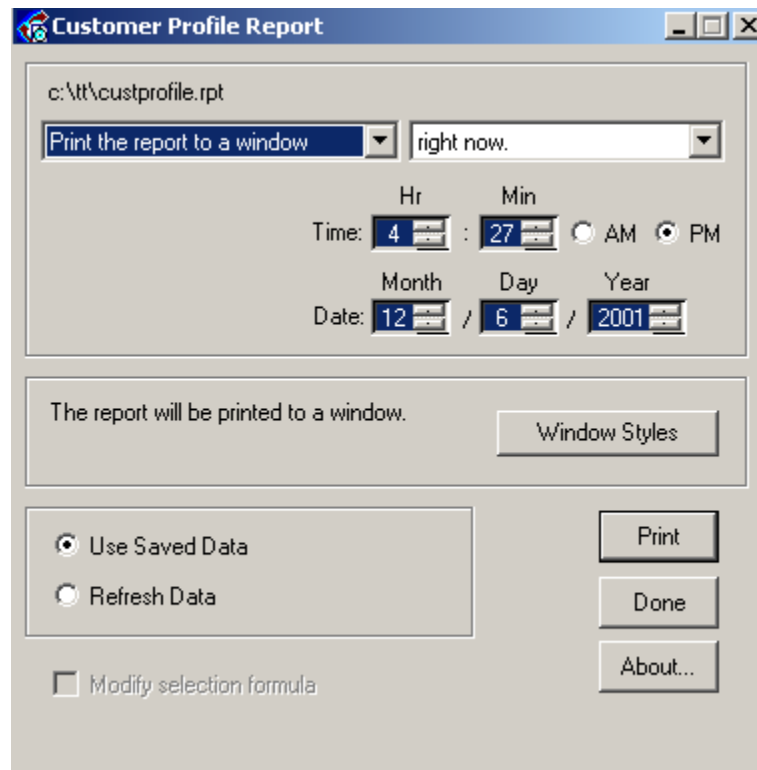 Customer Profile Report
c:\tt\custprofile.rpt
Print the report to a window right now.
Hr Min
Time: 4 : 27 AM PM
Month Day Year
Date: 12 / 6 / 2001
The report will be printed to a window.
Window Styles
Use Saved Data
Print
Refresh Data
Done
About...
Modify selection formula